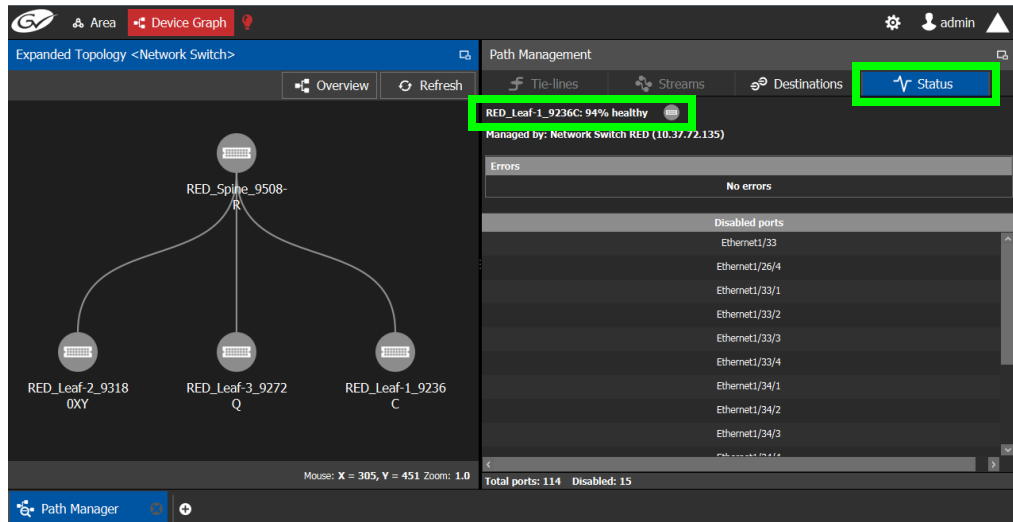 GV Area Device Graph admin
Expanded Topology <Network Switch>
Overview Refresh
RED_Spine_9508-
R
RED_Leaf-2_9318
0XY
RED_Leaf-3_9272
Q
RED_Leaf-1_9236
C
Mouse: X = 305, Y = 451 Zoom: 1.0
Path Management
Tie-lines Streams Destinations Status
RED_Leaf-1_9236C: 94% healthy
Managed by: Network Switch RED (10.37.72.135)
Errors
No errors
Disabled ports
Ethernet1/33
Ethernet1/26/4
Ethernet1/33/1
Ethernet1/33/2
Ethernet1/33/3
Ethernet1/33/4
Ethernet1/34/1
Ethernet1/34/2
Ethernet1/34/3
Ethernet1/34/4
Total ports: 114 Disabled: 15
Path Manager